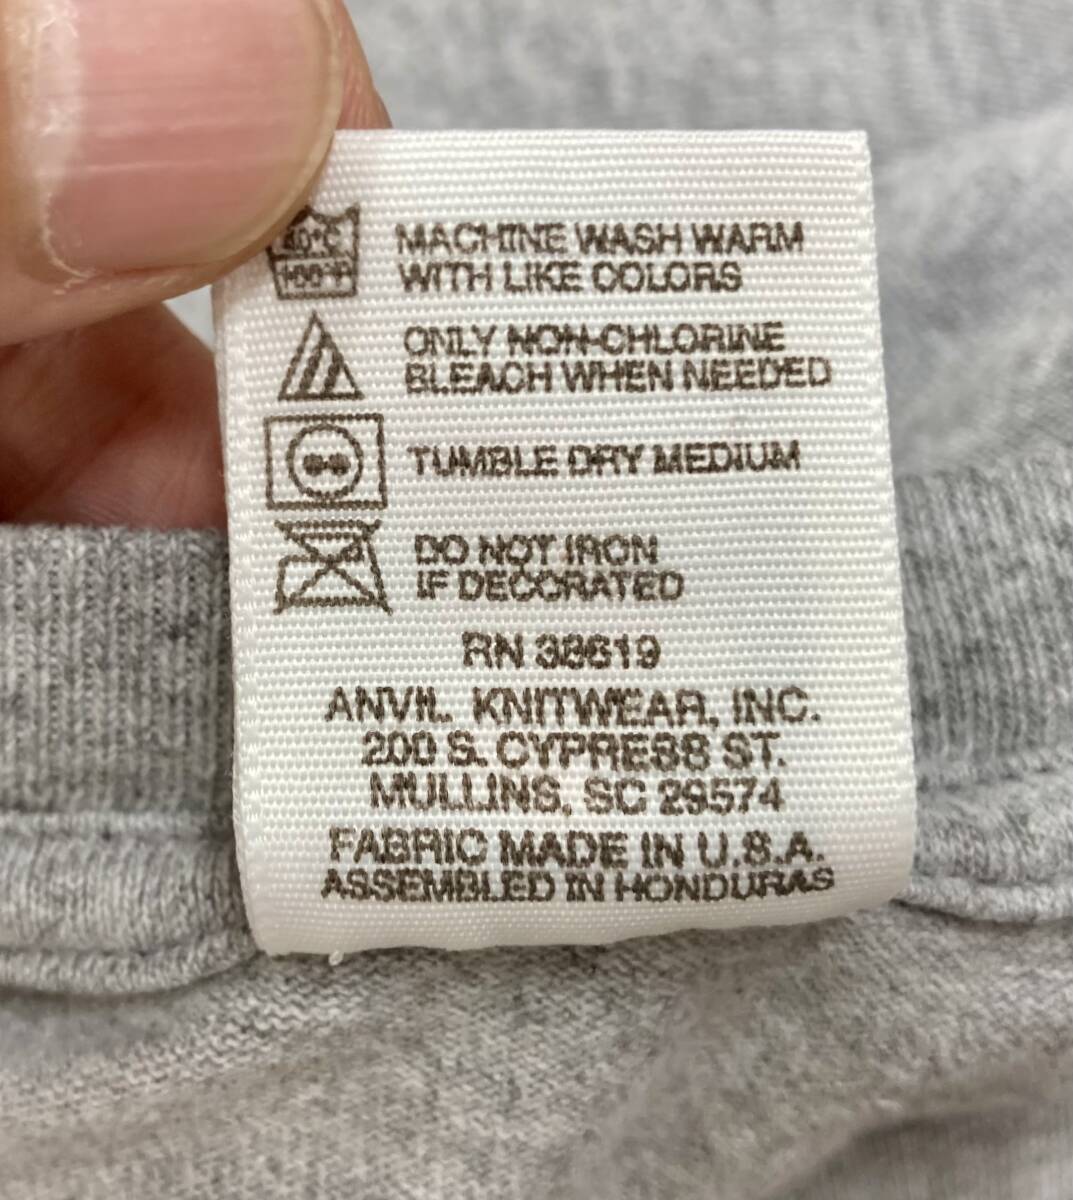 40°C
100°F
MACHINE WASH WARM
WITH LIKE COLORS
ONLY NON-CHLORINE
BLEACH WHEN NEEDED
TUMBLE DRY MEDIUM
DO NOT IRON
IF DECORATED
RN 38619
ANVIL KNITWEAR, INC.
200 S. CYPRESS ST.
MULLINS, SC 29574
FABRIC MADE IN U.S.A.
ASSEMBLED IN HONDURAS